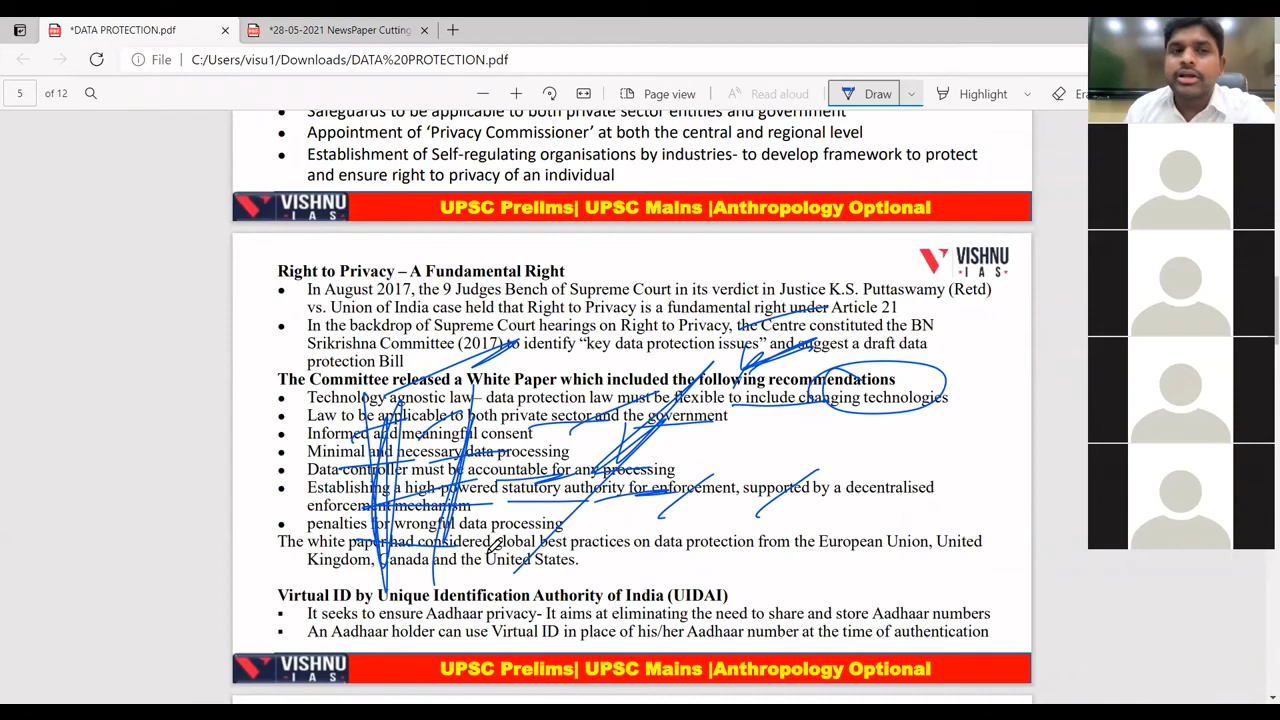 *DATA PROTECTION.pdf
*28-05-2021 NewsPaper Cutting
File C:/Users/visu1/Downloads/DATA%20PROTECTION.pdf
5 of 12 Page view Read aloud Draw Highlight
Safeguards to be applicable to both private sector entities and government
● Appointment of ‘Privacy Commissioner’ at both the central and regional level
● Establishment of Self-regulating organisations by industries- to develop framework to protect
and ensure right to privacy of an individual
VISHNU
IAS
UPSC Prelims| UPSC Mains |Anthropology Optional
VISHNU
IAS
Right to Privacy – A Fundamental Right
● In August 2017, the 9 Judges Bench of Supreme Court in its verdict in Justice K.S. Puttaswamy (Retd)
vs. Union of India case held that Right to Privacy is a fundamental right under Article 21
● In the backdrop of Supreme Court hearings on Right to Privacy, the Centre constituted the BN
Srikrishna Committee (2017) to identify “key data protection issues” and suggest a draft data
protection Bill
The Committee released a White Paper which included the following recommendations
● Technology agnostic law– data protection law must be flexible to include changing technologies
● Law to be applicable to both private sector and the government
● Informed and meaningful consent
● Minimal and necessary data processing
● Data controller must be accountable for any processing
● Establishing a high-powered statutory authority for enforcement, supported by a decentralised
enforcement mechanism
● penalties for wrongful data processing
The white paper had considered global best practices on data protection from the European Union, United
Kingdom, Canada and the United States.
Virtual ID by Unique Identification Authority of India (UIDAI)
▪ It seeks to ensure Aadhaar privacy- It aims at eliminating the need to share and store Aadhaar numbers
▪ An Aadhaar holder can use Virtual ID in place of his/her Aadhaar number at the time of authentication
VISHNU
IAS
UPSC Prelims| UPSC Mains |Anthropology Optional